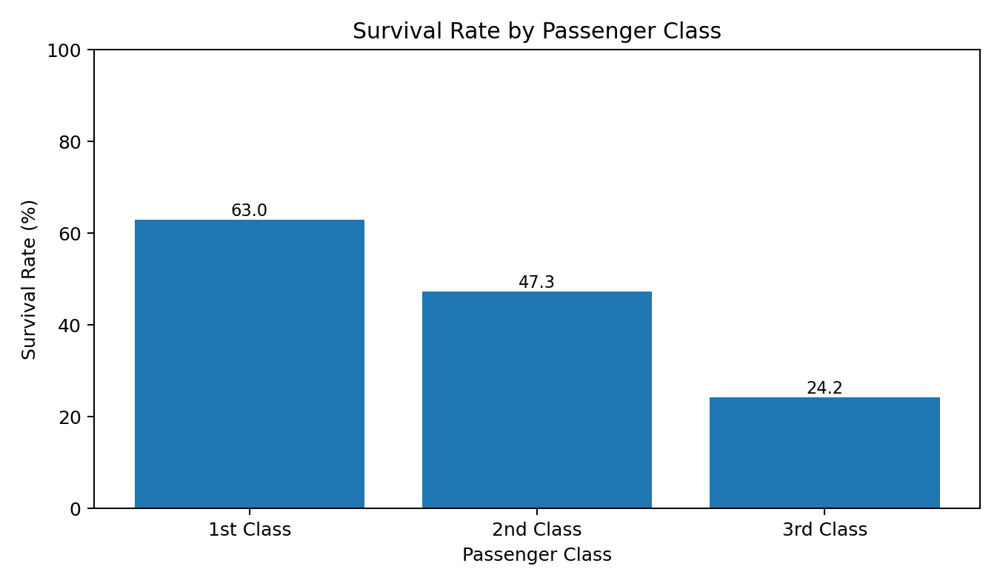 Survival Rate by Passenger Class
100
80
60
40
20
0
Survival Rate (%)
63.0
47.3
24.2
1st Class
2nd Class
3rd Class
Passenger Class